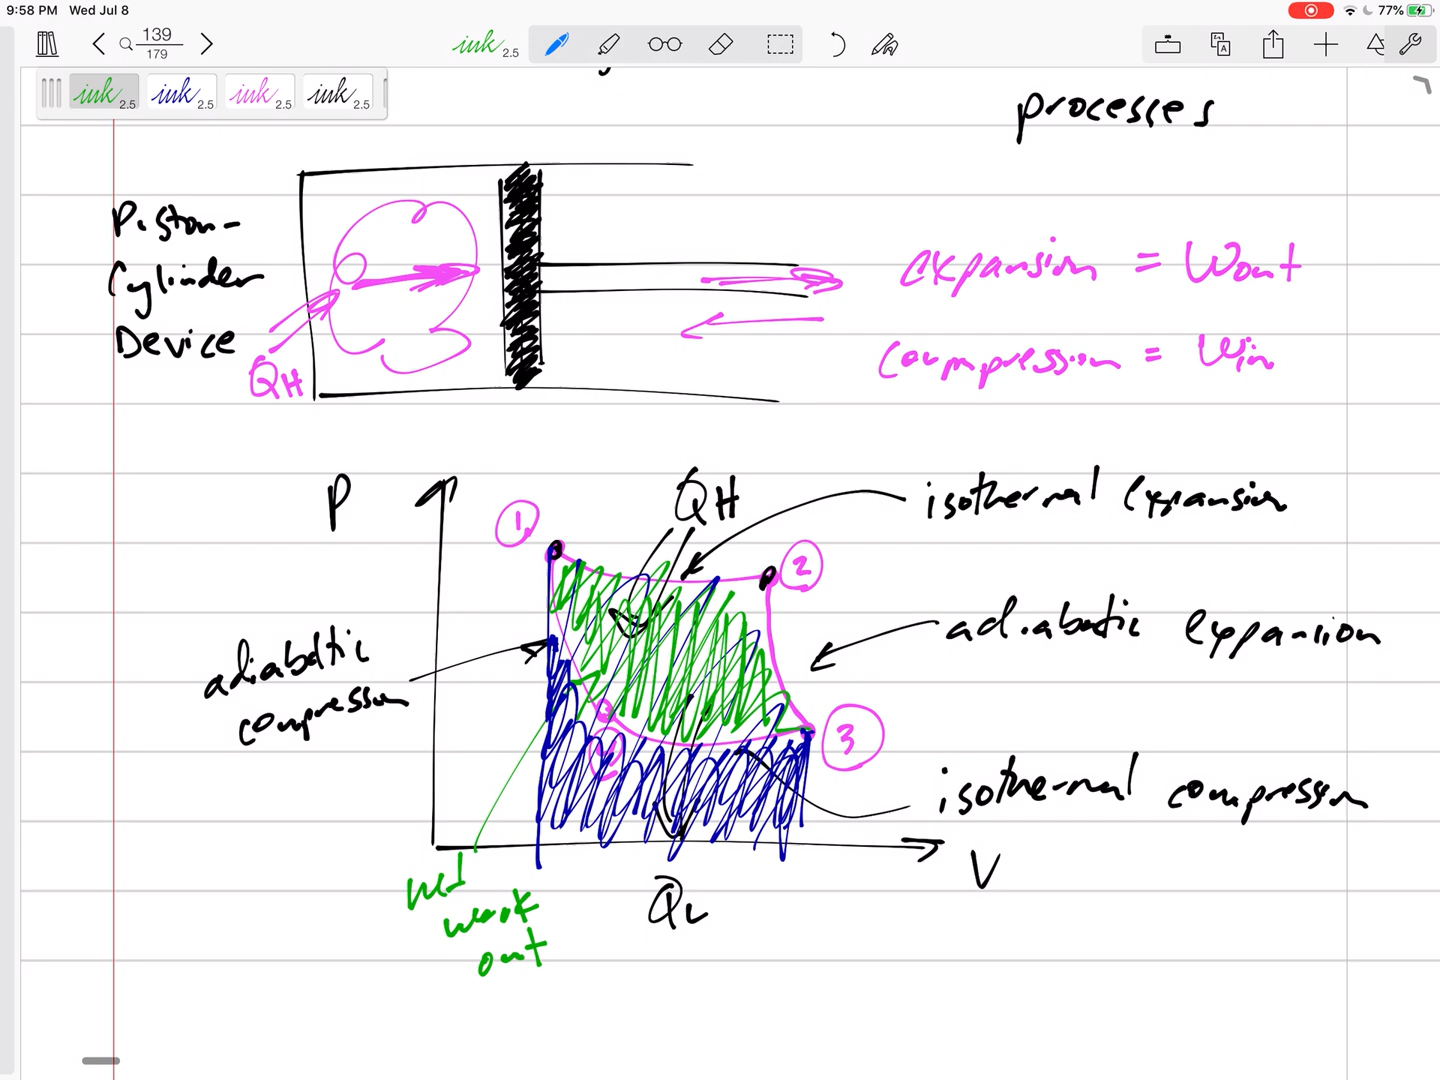 9:58 PM Wed Jul 8
77%
139
179
ink 2.5
ink 2.5
ink 2.5
ink 2.5
ink 2.5
processes
Piston-
Cylinder
Device
QH
expansion = Wout
compression = Win
P
QH
isothermal expansion
1
2
adiabatic expansion
adiabatic
compression
3
4
isothermal compression
V
net
work
out
QL